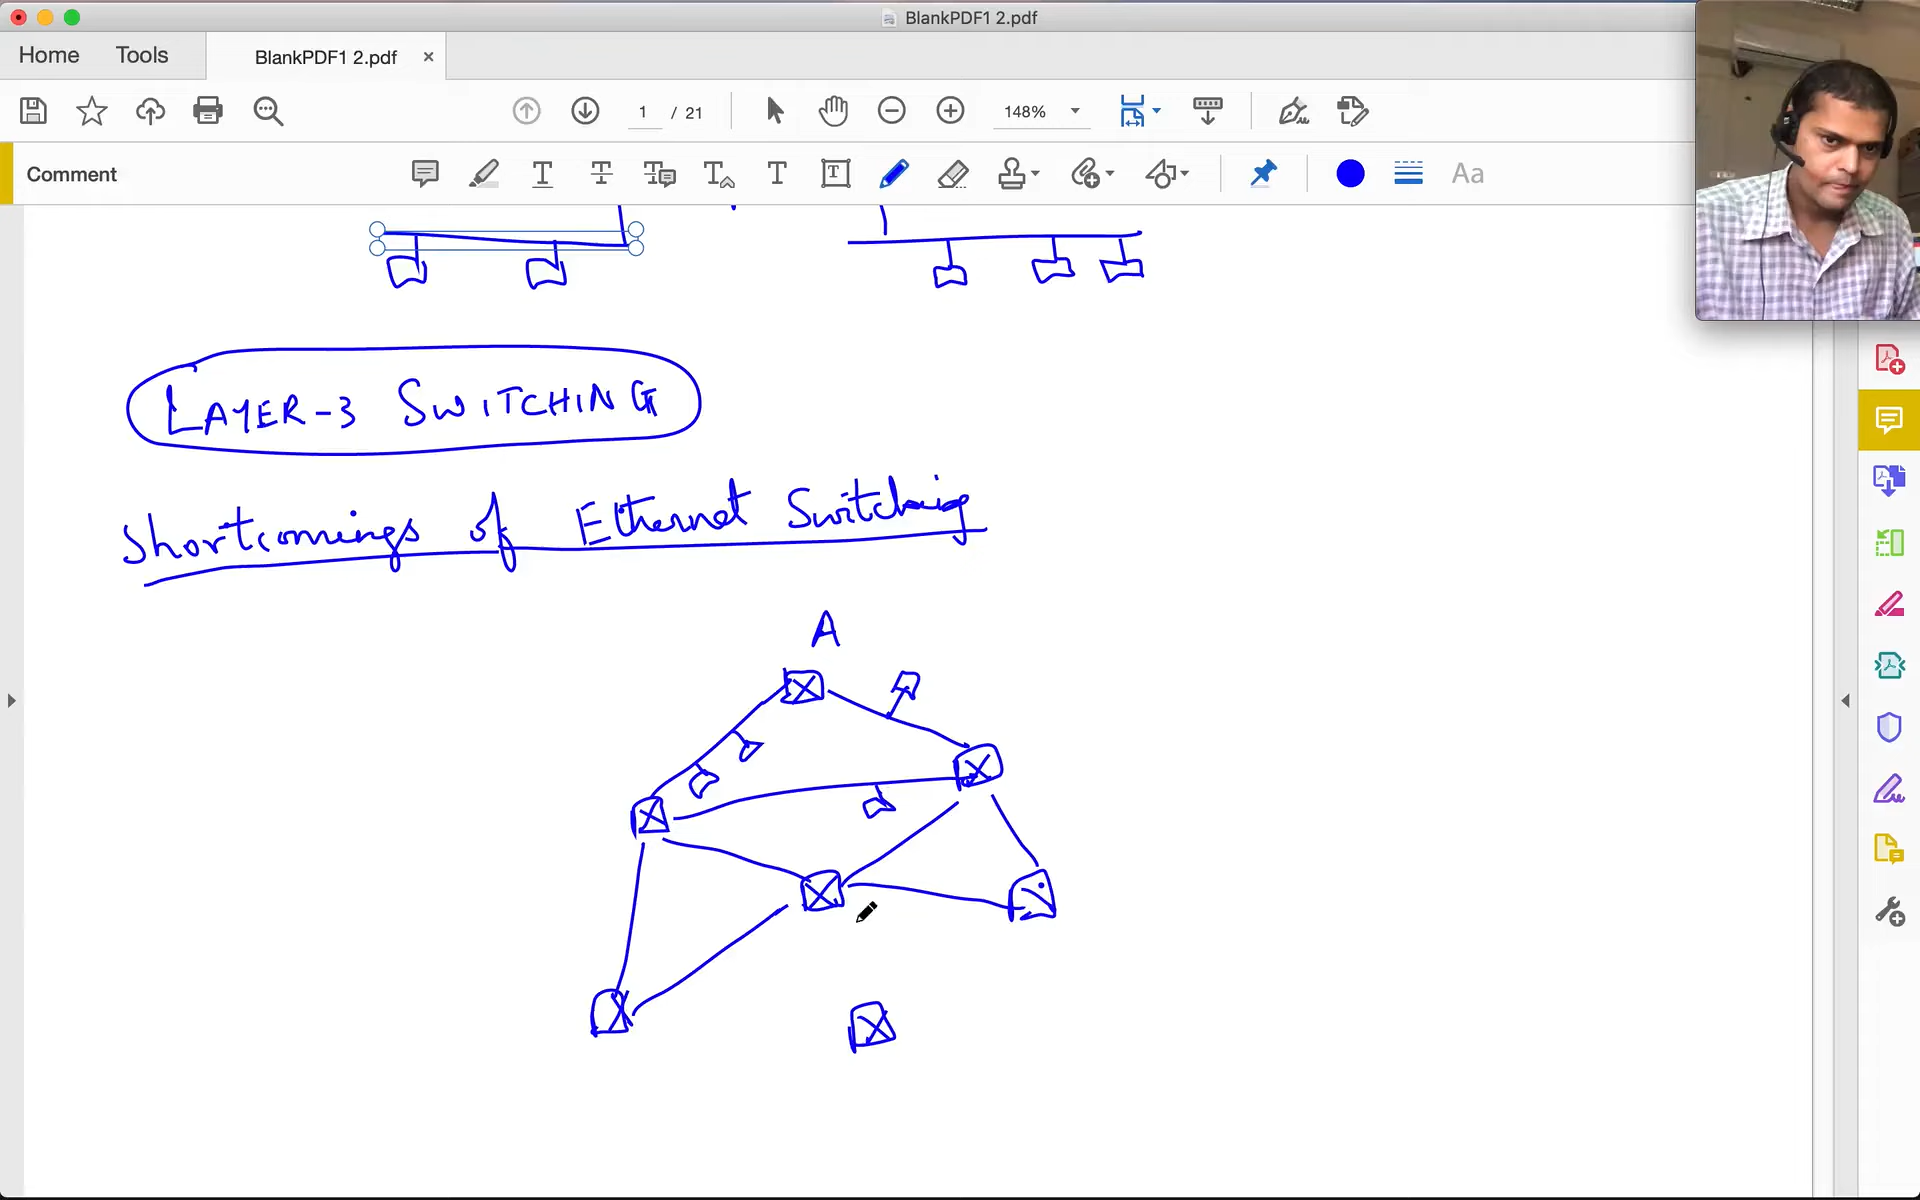 BlankPDF1 2.pdf
Home Tools BlankPDF1 2.pdf ×
1 / 21 148%
Comment Aa
LAYER-3 SWITCHING
Shortcomings of Ethernet Switching
A